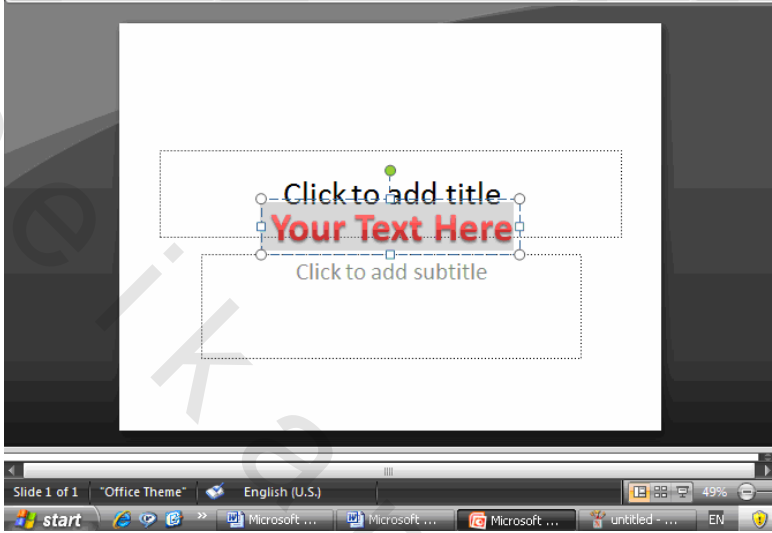 Click to add title
Your Text Here
Click to add subtitle
Slide 1 of 1 "Office Theme" English (U.S.) 49%
start » Microsoft ... Microsoft ... Microsoft ... untitled - ... EN